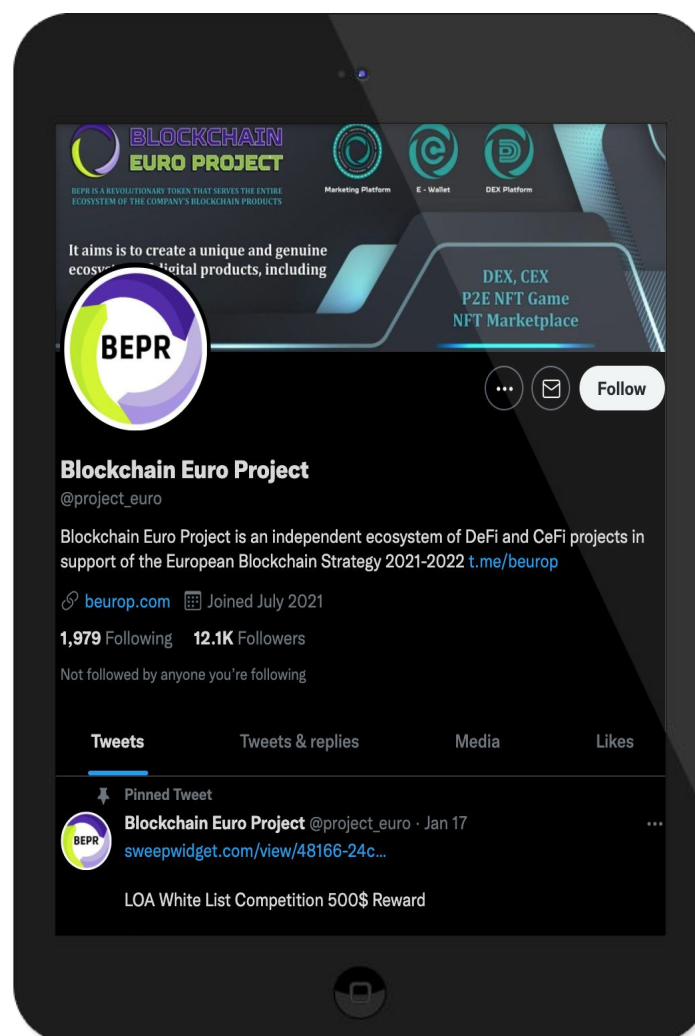 BLOCKCHAIN
EURO PROJECT
BEPR IS A REVOLUTIONARY TOKEN THAT SERVES THE ENTIRE
ECOSYSTEM OF THE COMPANY'S BLOCKCHAIN PRODUCTS
Marketing Platform
E - Wallet
DEX Platform
It aims is to create a unique and genuine
digital products, including
DEX, CEX
P2E NFT Game
NFT Marketplace
BEPR
Follow
Blockchain Euro Project
@project_euro
Blockchain Euro Project is an independent ecosystem of DeFi and CeFi projects in
support of the European Blockchain Strategy 2021-2022 t.me/beurop
beurop.com Joined July 2021
1,979 Following 12.1K Followers
Not followed by anyone you're following
Tweets Tweets & replies Media Likes
Pinned Tweet
BEPR
Blockchain Euro Project @project_euro · Jan 17
sweepwidget.com/view/48166-24c...
LOA White List Competition 500$ Reward